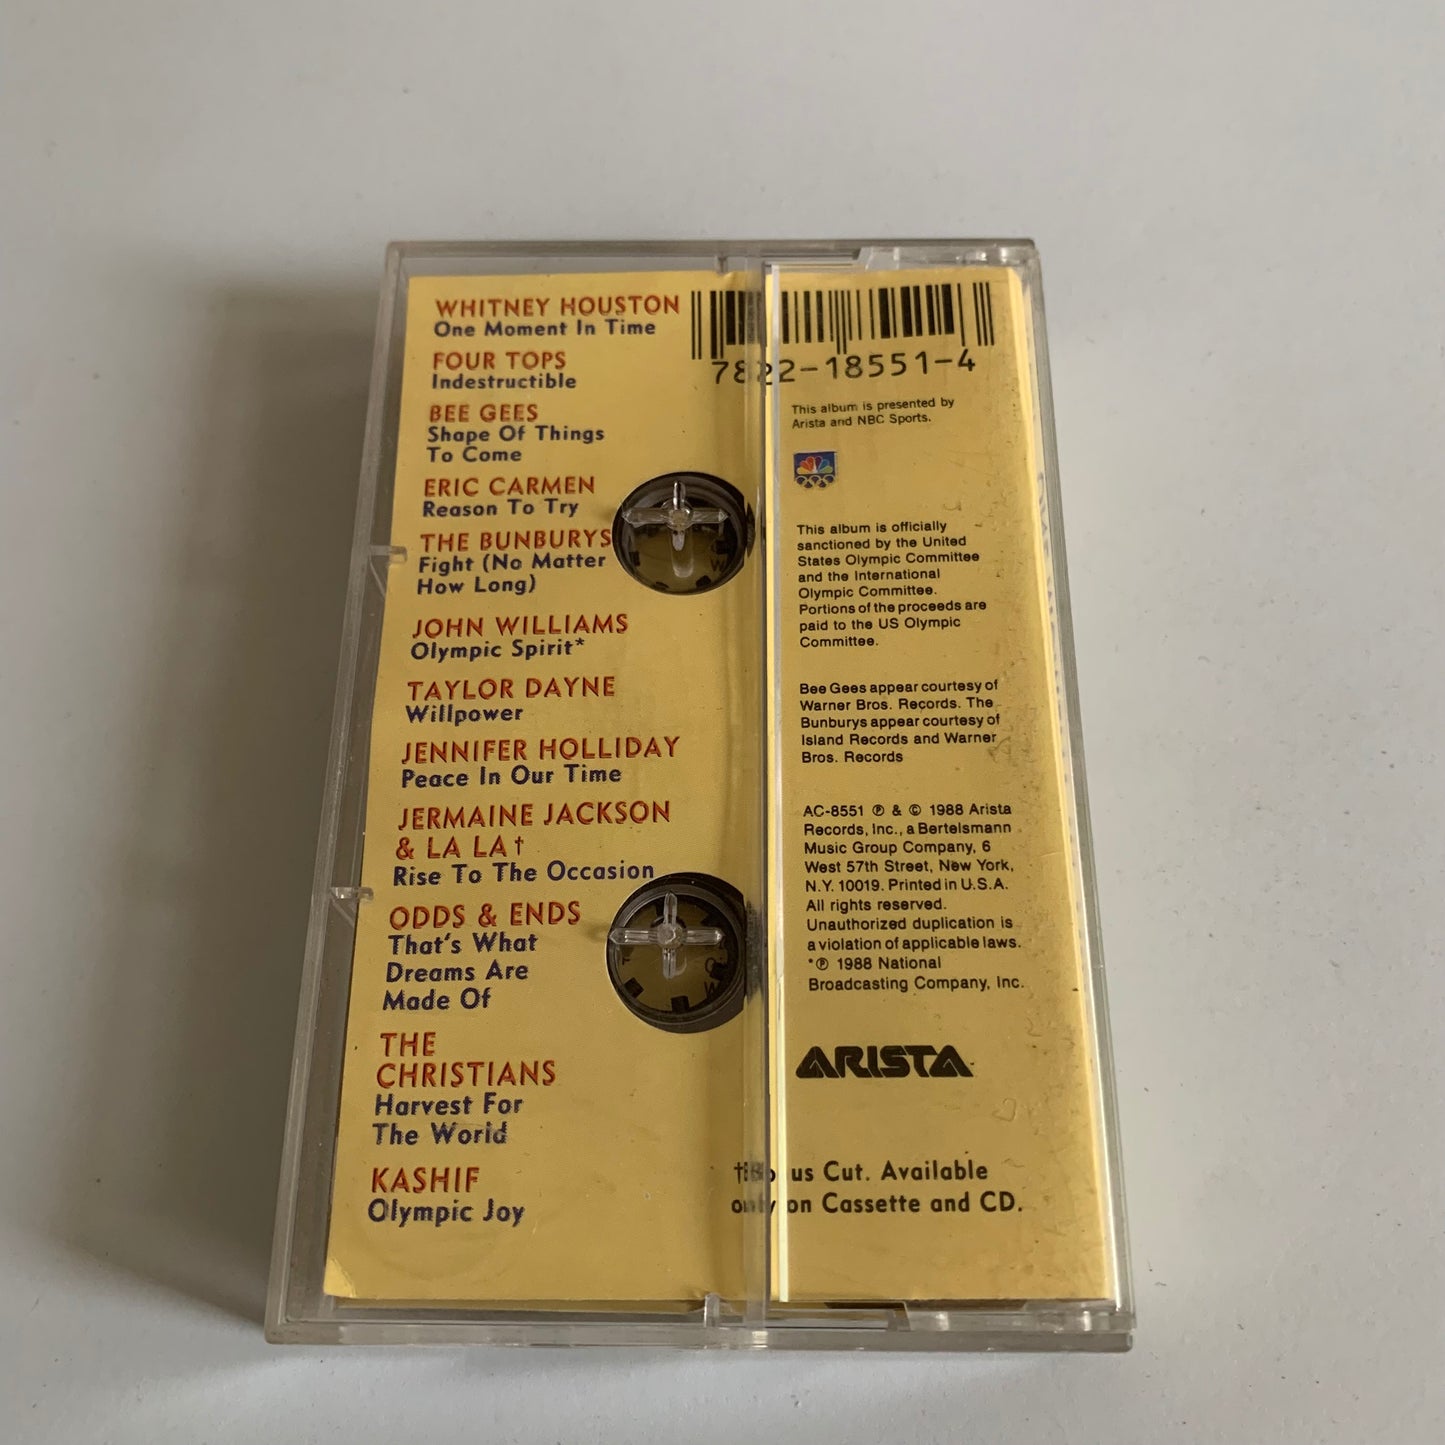 WHITNEY HOUSTON
One Moment In Time
FOUR TOPS
Indestructible
BEE GEES
Shape Of Things
To Come
ERIC CARMEN
Reason To Try
THE BUNBURYS
Fight (No Matter
How Long)
JOHN WILLIAMS
Olympic Spirit*
TAYLOR DAYNE
Willpower
JENNIFER HOLLIDAY
Peace In Our Time
JERMAINE JACKSON
& LA LA†
Rise To The Occasion
ODDS & ENDS
That's What
Dreams Are
Made Of
THE
CHRISTIANS
Harvest For
The World
KASHIF
Olympic Joy
7822-18551-4
This album is presented by
Arista and NBC Sports.
This album is officially
sanctioned by the United
States Olympic Committee
and the International
Olympic Committee.
Portions of the proceeds are
paid to the US Olympic
Committee.
Bee Gees appear courtesy of
Warner Bros. Records. The
Bunburys appear courtesy of
Island Records and Warner
Bros. Records
AC-8551 ℗ & © 1988 Arista
Records, Inc., a Bertelsmann
Music Group Company, 6
West 57th Street, New York,
N.Y. 10019. Printed in U.S.A.
All rights reserved.
Unauthorized duplication is
a violation of applicable laws.
*℗ 1988 National
Broadcasting Company, Inc.
ARISTA
†Bonus Cut. Available
only on Cassette and CD.